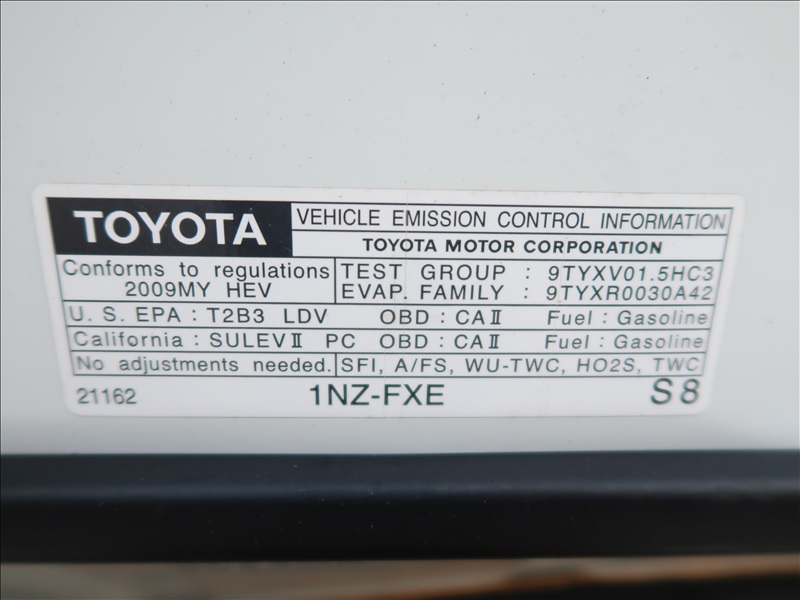 TOYOTA VEHICLE EMISSION CONTROL INFORMATION
TOYOTA MOTOR CORPORATION
Conforms to regulations TEST GROUP : 9TYXV01.5HC3
2009MY HEV EVAP. FAMILY : 9TYXR0030A42
U. S. EPA : T2B3 LDV OBD : CAⅡ Fuel : Gasoline
California : SULEVⅡ PC OBD : CAⅡ Fuel : Gasoline
No adjustments needed. SFI, A/FS, WU-TWC, HO2S, TWC
21162 1NZ-FXE S8